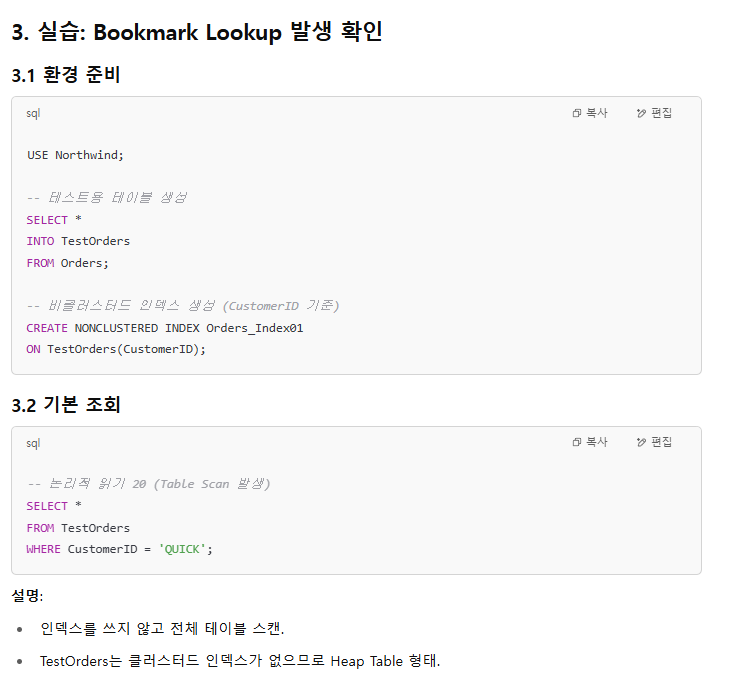 3. 실습: Bookmark Lookup 발생 확인
3.1 환경 준비
sql 복사 편집
USE Northwind;
-- 테스트용 테이블 생성
SELECT *
INTO TestOrders
FROM Orders;
-- 비클러스터드 인덱스 생성 (CustomerID 기준)
CREATE NONCLUSTERED INDEX Orders_Index01
ON TestOrders(CustomerID);
3.2 기본 조회
sql 복사 편집
-- 논리적 읽기 20 (Table Scan 발생)
SELECT *
FROM TestOrders
WHERE CustomerID = 'QUICK';
설명:
• 인덱스를 쓰지 않고 전체 테이블 스캔.
• TestOrders는 클러스터드 인덱스가 없으므로 Heap Table 형태.